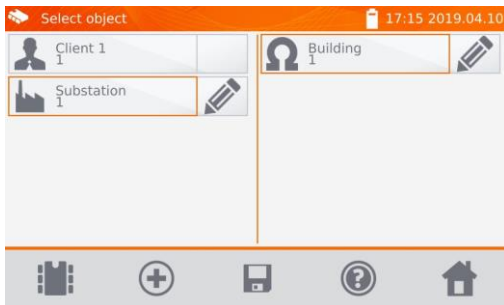 Select object
17:15 2019.04.10
Client 1
1
Substation
1
Ω Building
1
?